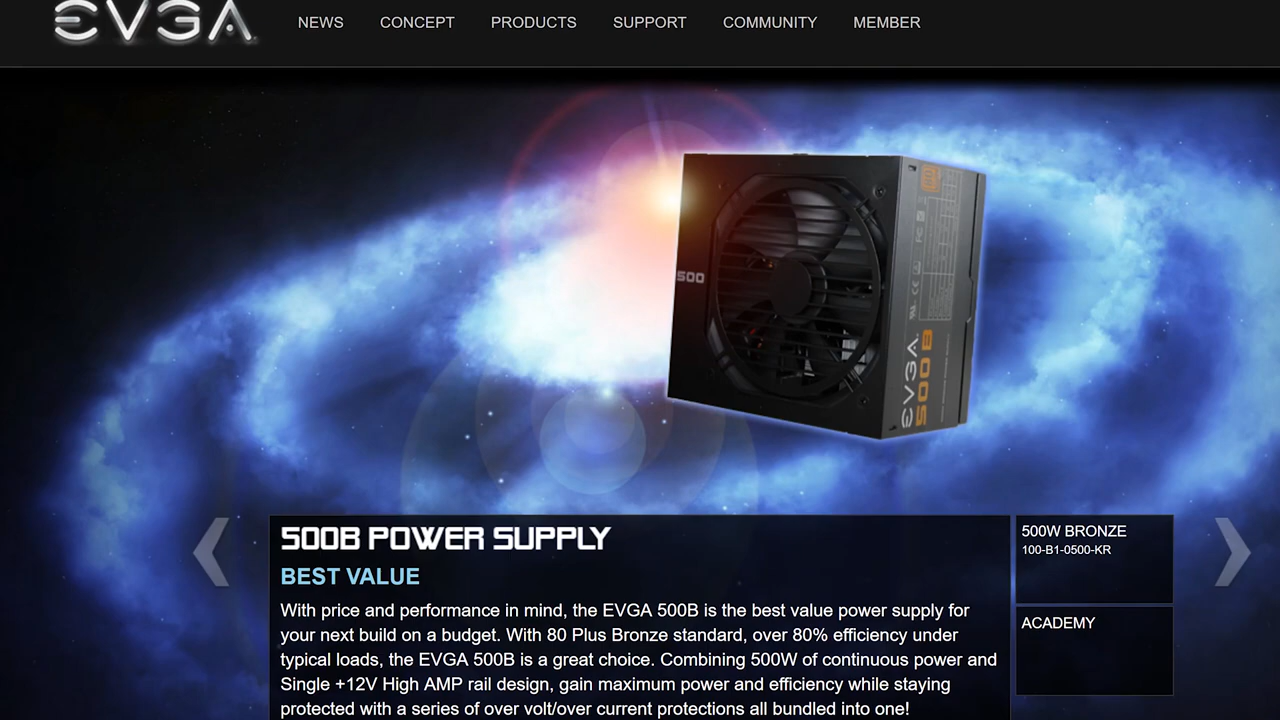 EVGA
NEWS CONCEPT PRODUCTS SUPPORT COMMUNITY MEMBER
500
EVGA
500 B
500B POWER SUPPLY
BEST VALUE
With price and performance in mind, the EVGA 500B is the best value power supply for
your next build on a budget. With 80 Plus Bronze standard, over 80% efficiency under
typical loads, the EVGA 500B is a great choice. Combining 500W of continuous power and
Single +12V High AMP rail design, gain maximum power and efficiency while staying
protected with a series of over volt/over current protections all bundled into one!
500W BRONZE
100-B1-0500-KR
ACADEMY